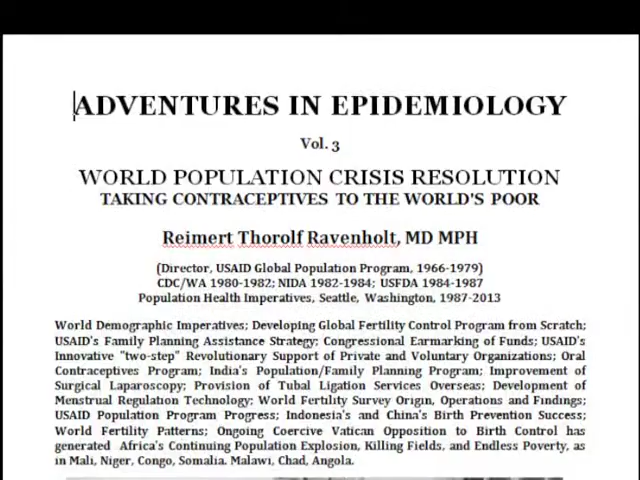 ADVENTURES IN EPIDEMIOLOGY
Vol. 3
WORLD POPULATION CRISIS RESOLUTION
TAKING CONTRACEPTIVES TO THE WORLD'S POOR
Reimert Thorolf Ravenholt, MD MPH
(Director, USAID Global Population Program, 1966-1979)
CDC/WA 1980-1982; NIDA 1982-1984; USFDA 1984-1987
Population Health Imperatives, Seattle, Washington, 1987-2013
World Demographic Imperatives; Developing Global Fertility Control Program from Scratch;
USAID's Family Planning Assistance Strategy; Congressional Earmarking of Funds; USAID's
Innovative "two-step" Revolutionary Support of Private and Voluntary Organizations; Oral
Contraceptives Program; India's Population/Family Planning Program; Improvement of
Surgical Laparoscopy; Provision of Tubal Ligation Services Overseas; Development of
Menstrual Regulation Technology; World Fertility Survey Origin, Operations and Findings;
USAID Population Program Progress; Indonesia's and China's Birth Prevention Success;
World Fertility Patterns; Ongoing Coercive Vatican Opposition to Birth Control has
generated Africa's Continuing Population Explosion, Killing Fields, and Endless Poverty, as
in Mali, Niger, Congo, Somalia. Malawi, Chad, Angola.